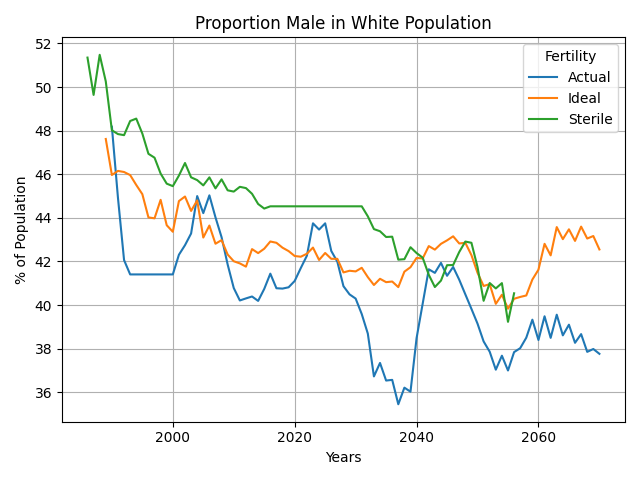 Proportion Male in White Population
Fertility
Actual
Ideal
Sterile
% of Population
52
50
48
46
44
42
40
38
36
2000
2020
2040
2060
Years